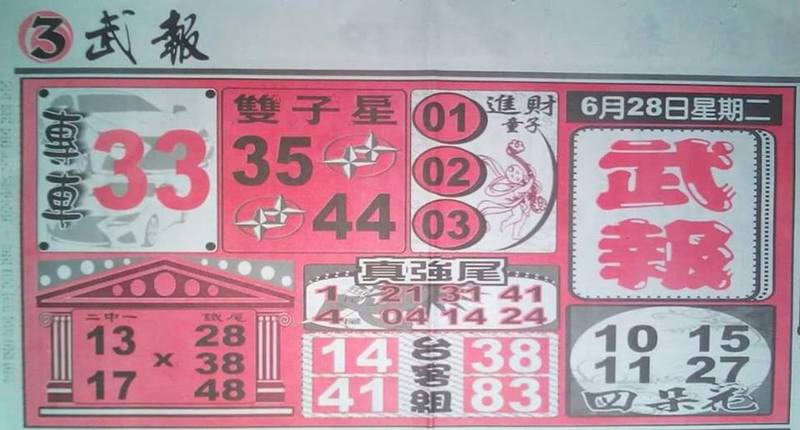 3 武報
33
雙子星
35
44
01 進財
童子
02
03
6月28日星期二
武
報
二中一 鐵尾
13 28
x 38
17 48
真強尾
1 21 31 41
4 04 14 24
14 台 38
客
41 組 83
10 15
11 27
四朵花